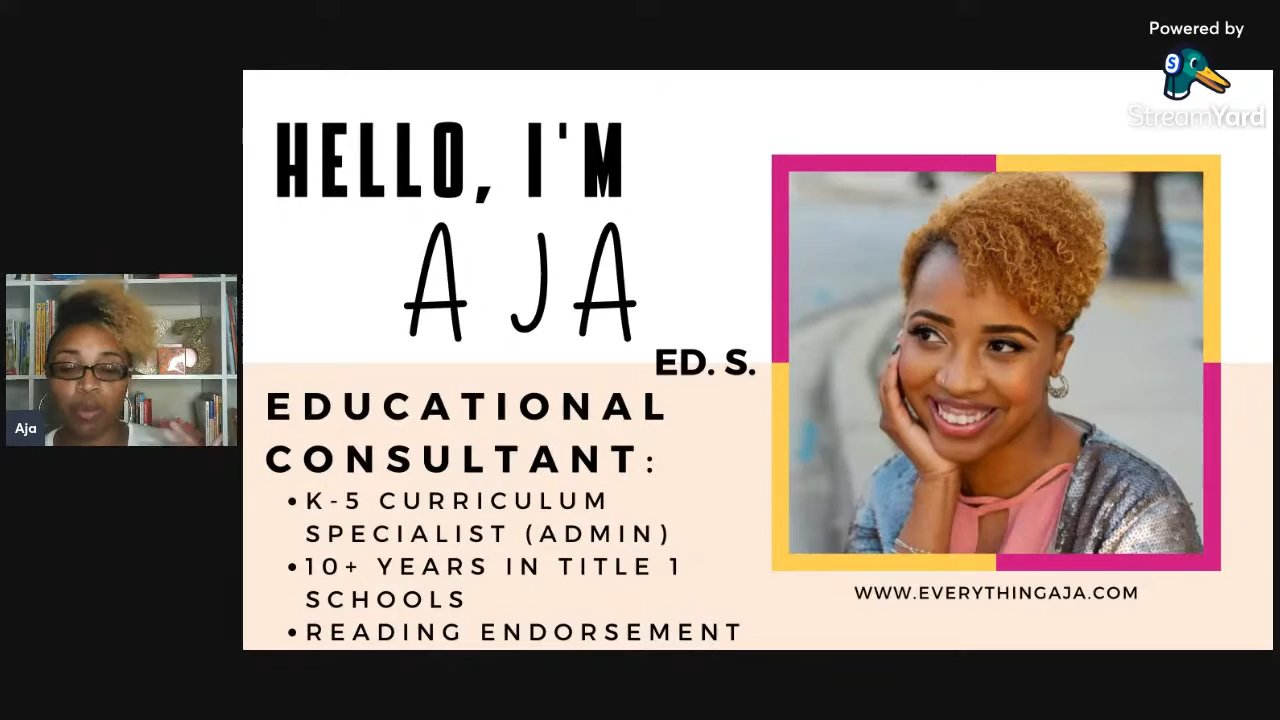 Powered by
StreamYard
HELLO, I'M
AJA
ED. S.
EDUCATIONAL
CONSULTANT:
•K-5 CURRICULUM
SPECIALIST (ADMIN)
•10+ YEARS IN TITLE 1
SCHOOLS
•READING ENDORSEMENT
WWW.EVERYTHINGAJA.COM
Aja